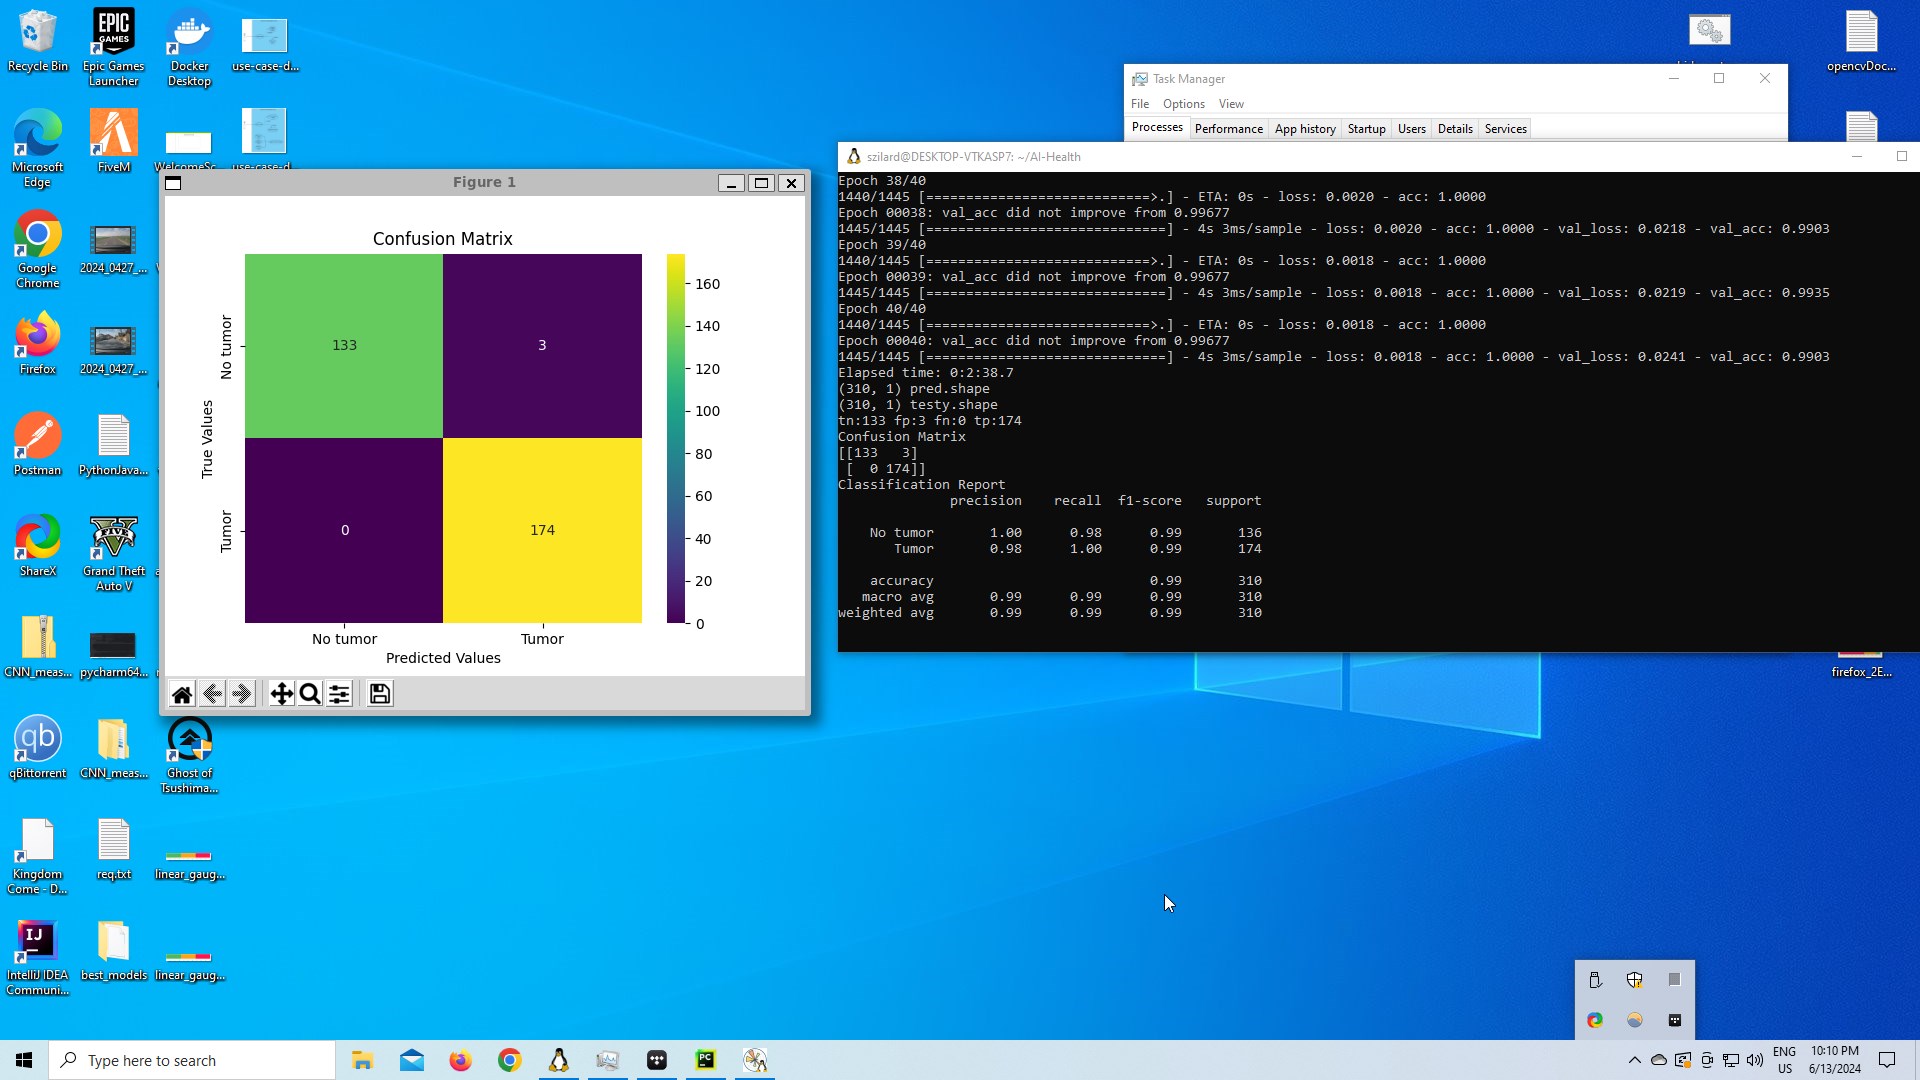 Recycle Bin
Epic Games
Launcher
Docker
Desktop
use-case-d...
opencvDoc...
Microsoft
Edge
FiveM
WelcomeSc...
use-case-d...
Google
Chrome
2024_0427_...
Firefox
2024_0427_...
Postman
PythonJava...
ShareX
Grand Theft
Auto V
CNN_meas...
pycharm64...
qBittorrent
CNN_meas...
Ghost of
Tsushima...
Kingdom
Come - D...
req.txt
linear_gaug...
IntelliJ IDEA
Communi...
best_models
linear_gaug...
firefox_2E...
EPIC
GAMES
qb
IJ
Figure 1
Confusion Matrix
133
3
0
174
No tumor
Tumor
True Values
No tumor
Tumor
Predicted Values
160
140
120
100
80
60
40
20
0
Task Manager
File Options View
Processes Performance App history Startup Users Details Services
szilard@DESKTOP-VTKASP7: ~/AI-Health
Epoch 38/40
1440/1445 [============================>.] - ETA: 0s - loss: 0.0020 - acc: 1.0000
Epoch 00038: val_acc did not improve from 0.99677
1445/1445 [==============================] - 4s 3ms/sample - loss: 0.0020 - acc: 1.0000 - val_loss: 0.0218 - val_acc: 0.9903
Epoch 39/40
1440/1445 [============================>.] - ETA: 0s - loss: 0.0018 - acc: 1.0000
Epoch 00039: val_acc did not improve from 0.99677
1445/1445 [==============================] - 4s 3ms/sample - loss: 0.0018 - acc: 1.0000 - val_loss: 0.0219 - val_acc: 0.9935
Epoch 40/40
1440/1445 [============================>.] - ETA: 0s - loss: 0.0018 - acc: 1.0000
Epoch 00040: val_acc did not improve from 0.99677
1445/1445 [==============================] - 4s 3ms/sample - loss: 0.0018 - acc: 1.0000 - val_loss: 0.0241 - val_acc: 0.9903
Elapsed time: 0:2:38.7
(310, 1) pred.shape
(310, 1) testy.shape
tn:133 fp:3 fn:0 tp:174
Confusion Matrix
[[133   3]
 [  0 174]]
Classification Report
precision recall f1-score support
No tumor 1.00 0.98 0.99 136
Tumor 0.98 1.00 0.99 174
accuracy 0.99 310
macro avg 0.99 0.99 0.99 310
weighted avg 0.99 0.99 0.99 310
Type here to search
PC
ENG
US
10:10 PM
6/13/2024